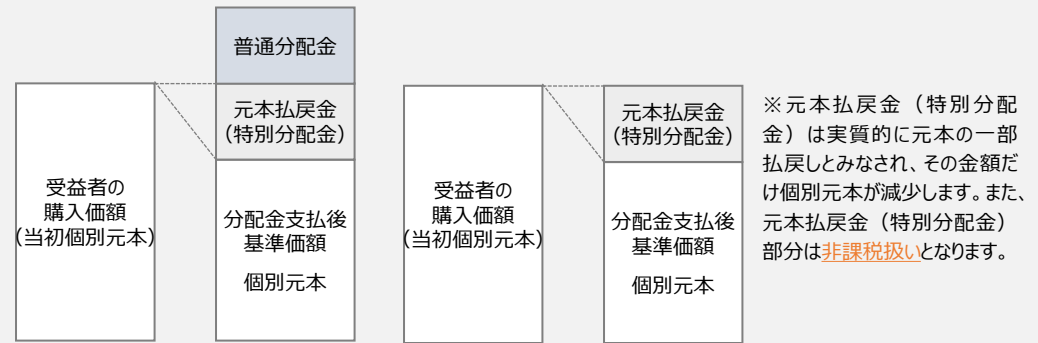 普通分配金
元本払戻金
（特別分配金）
受益者の
購入価額
（当初個別元本）
分配金支払後
基準価額
個別元本
元本払戻金
（特別分配金）
受益者の
購入価額
（当初個別元本）
分配金支払後
基準価額
個別元本
※元本払戻金（特別分配
金）は実質的に元本の一部
払戻しとみなされ、その金額だ
け個別元本が減少します。また、
元本払戻金（特別分配金）
部分は非課税扱いとなります。